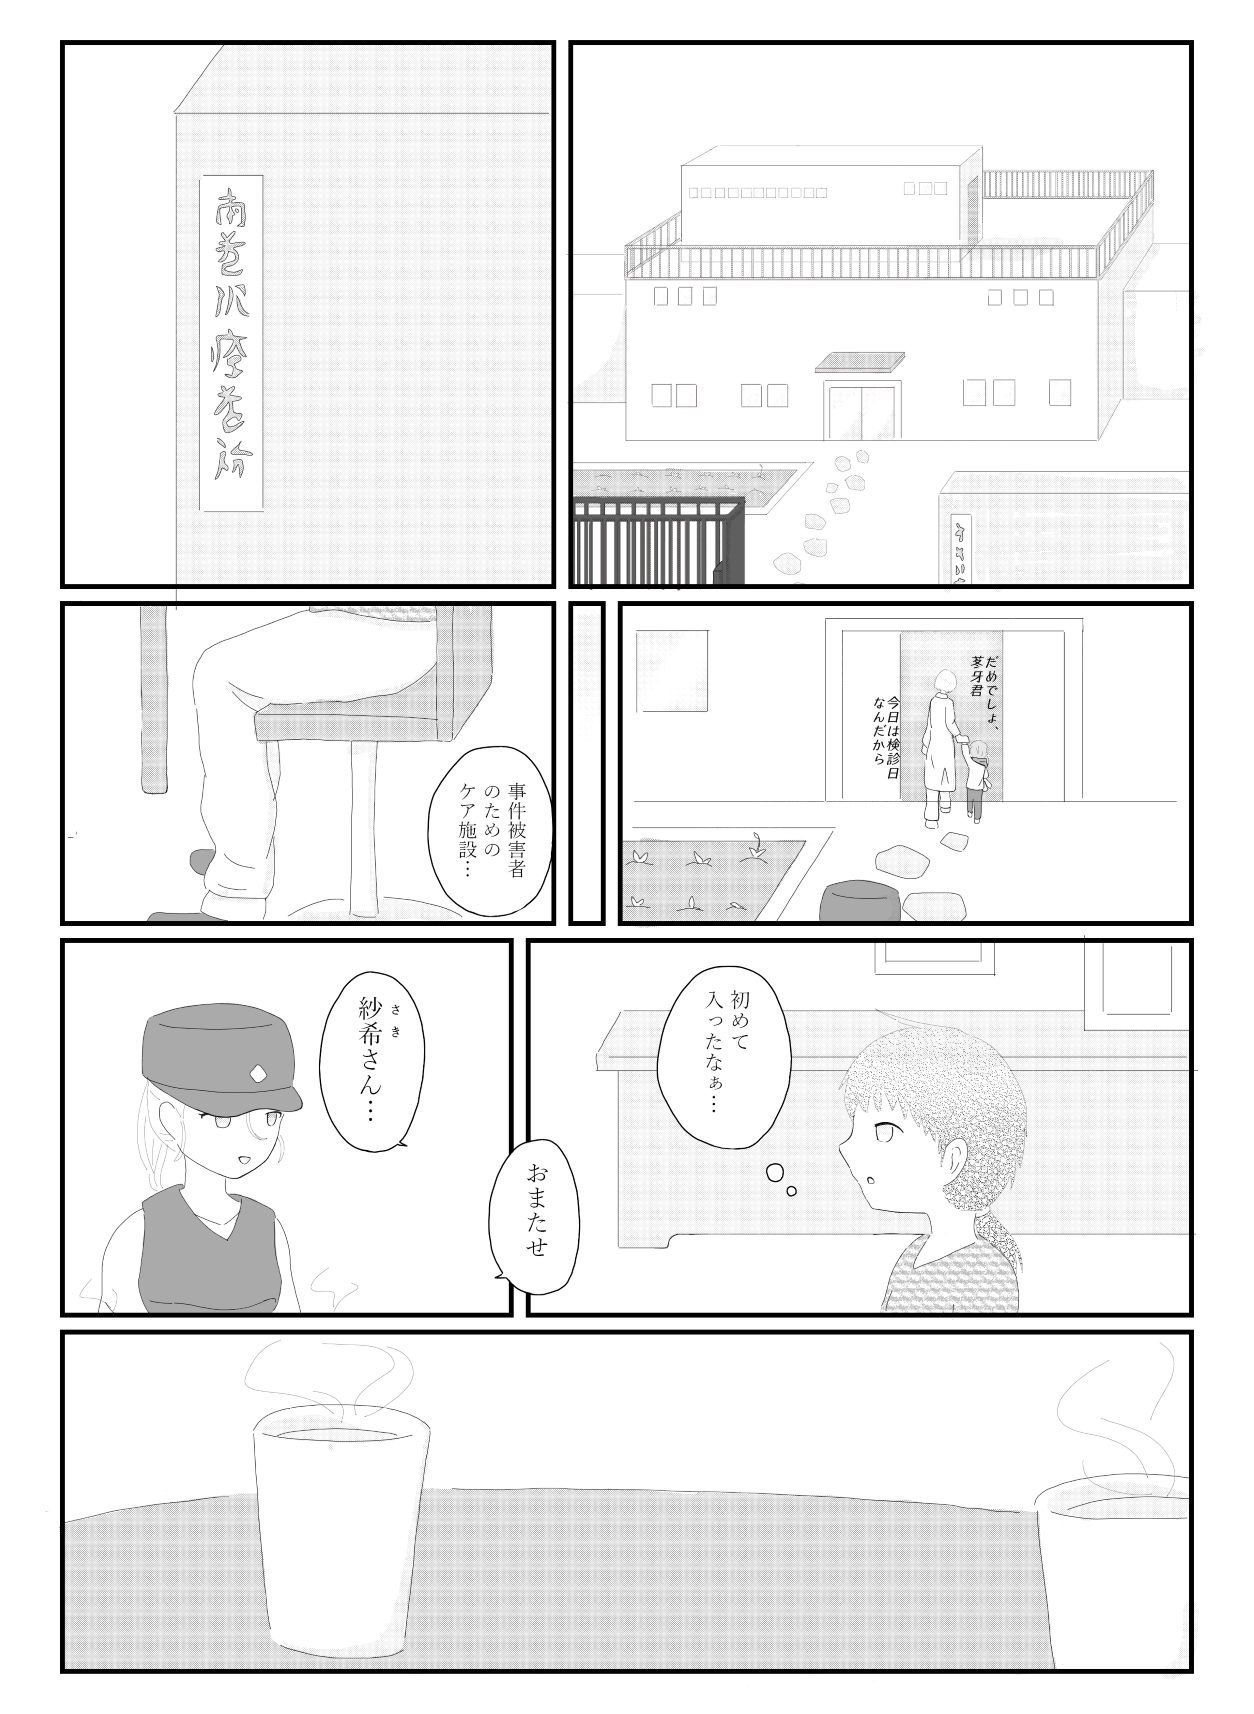 だめでしょ、
茎牙君
今日は検診日
なんだから
事件被害者
のための
ケア施設…
初めて
入ったなぁ…
おまたせ
紗希さん…
さき